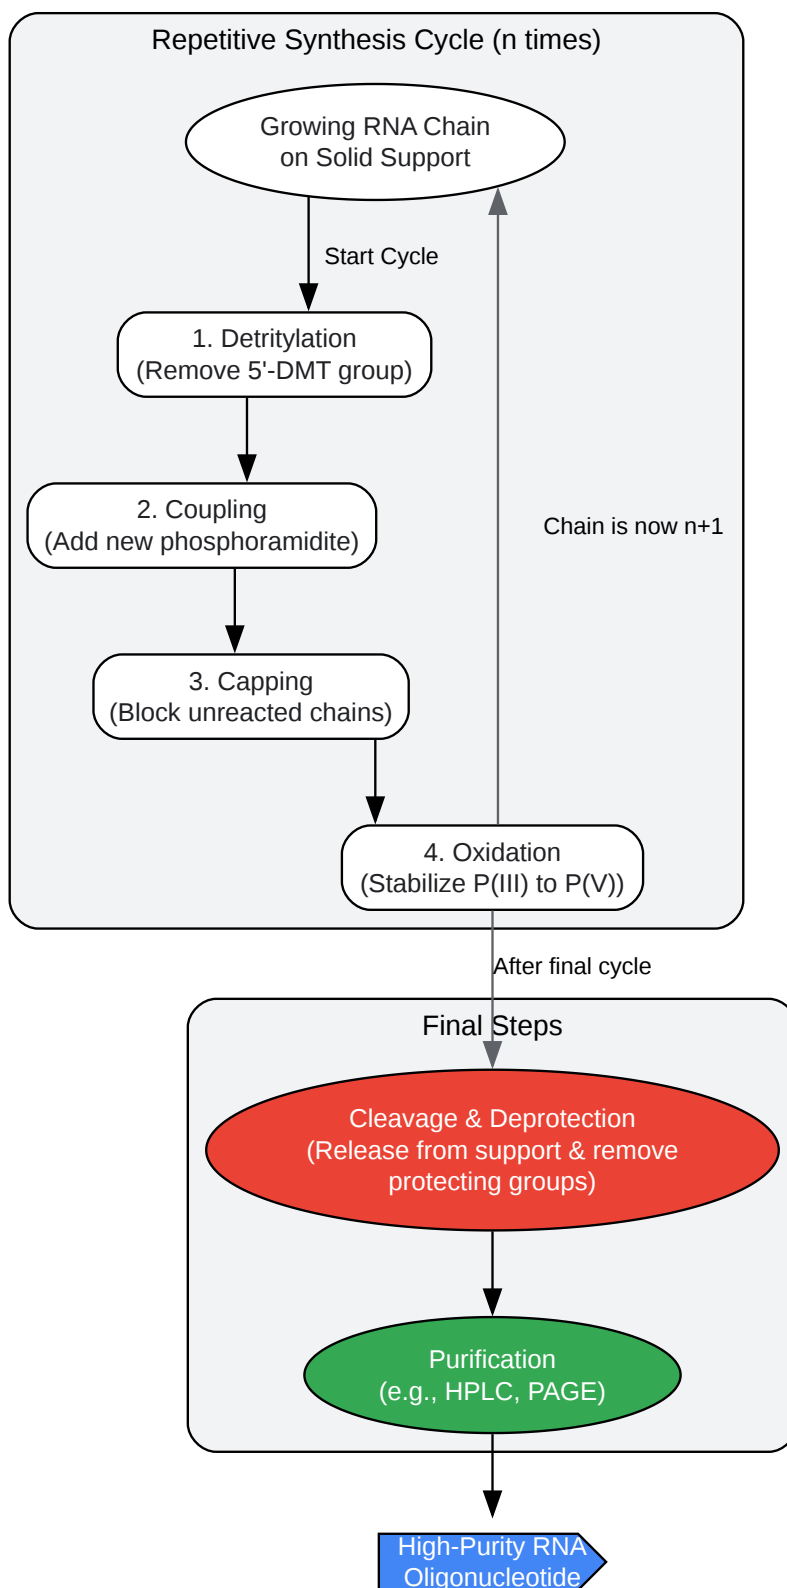 Repetitive Synthesis Cycle (n times)
Growing RNA Chain
on Solid Support
Start Cycle
1. Detritylation
(Remove 5'-DMT group)
2. Coupling
(Add new phosphoramidite)
Chain is now n+1
3. Capping
(Block unreacted chains)
4. Oxidation
(Stabilize P(III) to P(V))
After final cycle
Final Steps
Cleavage & Deprotection
(Release from support & remove
protecting groups)
Purification
(e.g., HPLC, PAGE)
High-Purity RNA
Oligonucleotide